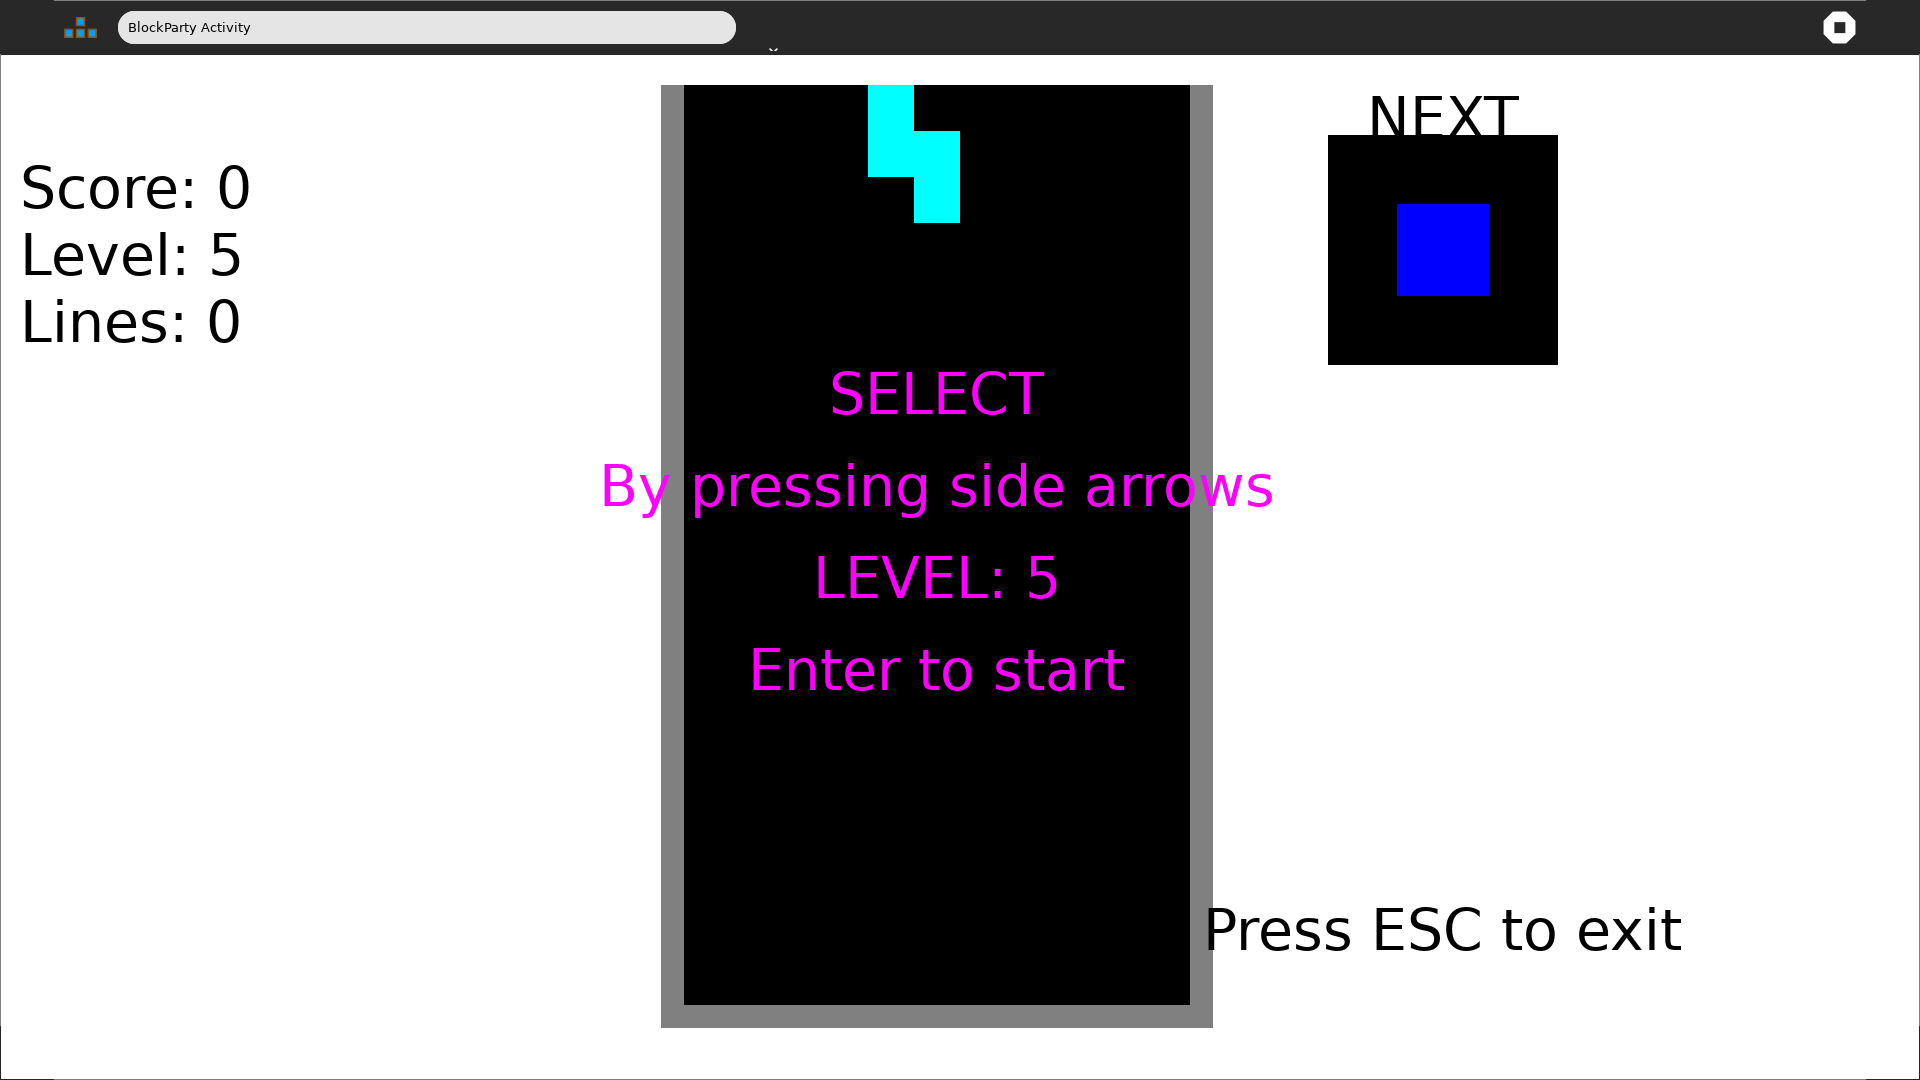 BlockParty Activity
NEXT
Score: 0
Level: 5
Lines: 0
SELECT
By pressing side arrows
LEVEL: 5
Enter to start
Press ESC to exit